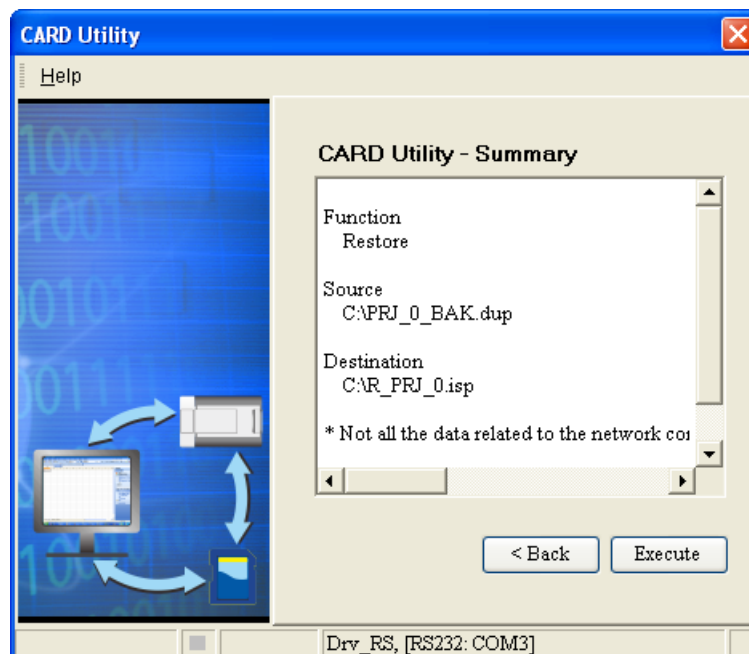 CARD Utility
Help
CARD Utility - Summary
Function
Restore
Source
C:\PRJ_0_BAK.dup
Destination
C:\R_PRJ_0.isp
* Not all the data related to the network
< Back
Execute
Drv_RS, [RS232: COM3]